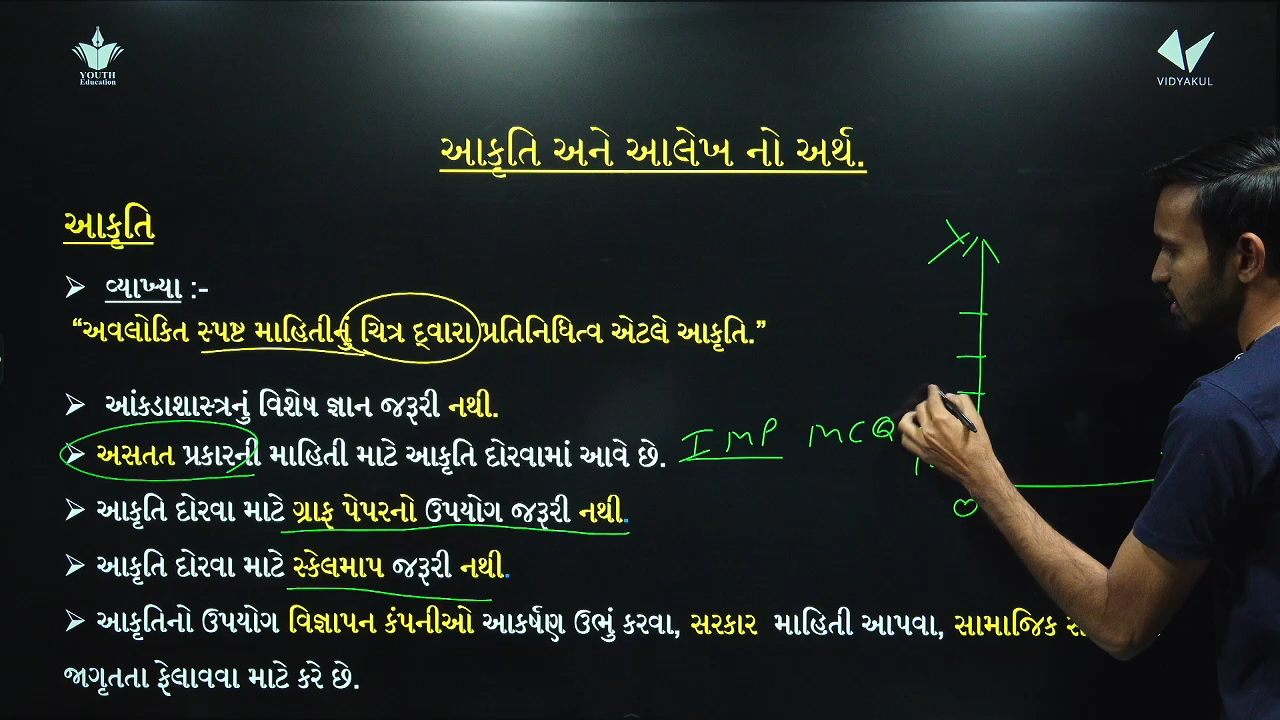 YOUTH
Education
VIDYAKUL
આકૃતિ અને આલેખ નો અર્થ.
આકૃતિ
➤ વ્યાખ્યા :-
“અવલોકિત સ્પષ્ટ માહિતીનું ચિત્ર દ્વારા પ્રતિનિધિત્વ એટલે આકૃતિ.”
➤ આંકડાશાસ્ત્રનું વિશેષ જ્ઞાન જરૂરી નથી.
➤ અસતત પ્રકારની માહિતી માટે આકૃતિ દોરવામાં આવે છે. IMP MCQ
➤ આકૃતિ દોરવા માટે ગ્રાફ પેપરનો ઉપયોગ જરૂરી નથી.
➤ આકૃતિ દોરવા માટે સ્કેલમાપ જરૂરી નથી.
➤ આકૃતિનો ઉપયોગ વિજ્ઞાપન કંપનીઓ આકર્ષણ ઉભું કરવા, સરકાર માહિતી આપવા, સામાજિક
જાગૃતતા ફેલાવવા માટે કરે છે.
Y
O